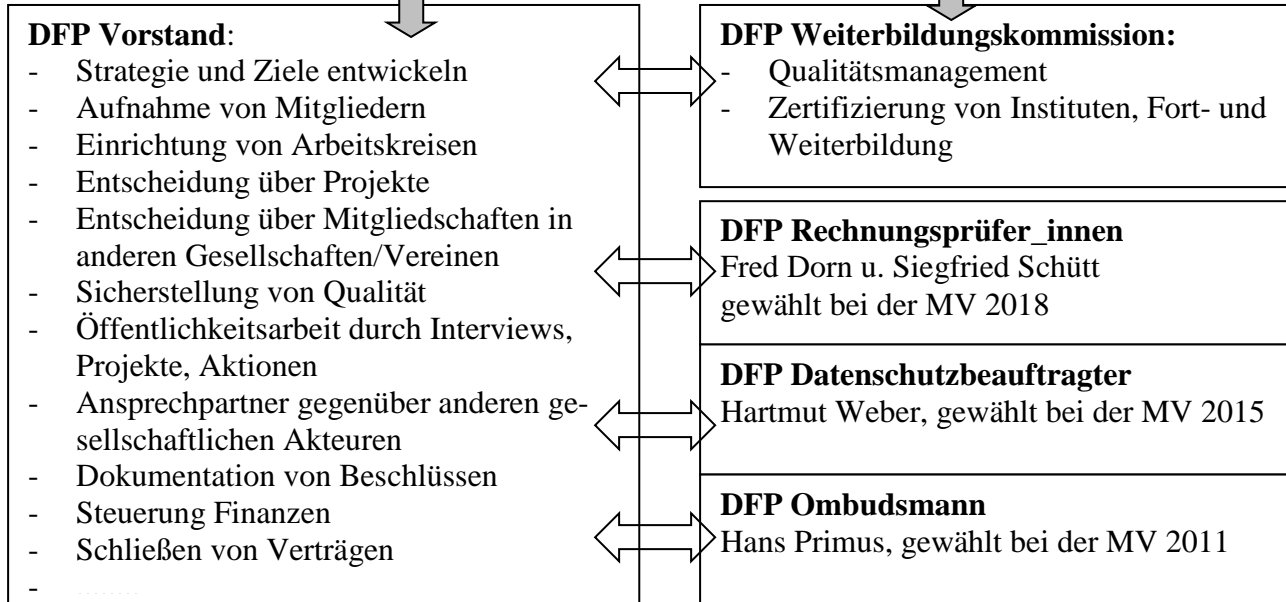 DFP Vorstand:
- Strategie und Ziele entwickeln
- Aufnahme von Mitgliedern
- Einrichtung von Arbeitskreisen
- Entscheidung über Projekte
- Entscheidung über Mitgliedschaften in
anderen Gesellschaften/Vereinen
- Sicherstellung von Qualität
- Öffentlichkeitsarbeit durch Interviews,
Projekte, Aktionen
- Ansprechpartner gegenüber anderen ge-
sellschaftlichen Akteuren
- Dokumentation von Beschlüssen
- Steuerung Finanzen
- Schließen von Verträgen
- ........
DFP Weiterbildungskommission:
- Qualitätsmanagement
- Zertifizierung von Instituten, Fort- und
Weiterbildung
DFP Rechnungsprüfer_innen
Fred Dorn u. Siegfried Schütt
gewählt bei der MV 2018
DFP Datenschutzbeauftragter
Hartmut Weber, gewählt bei der MV 2015
DFP Ombudsmann
Hans Primus, gewählt bei der MV 2011